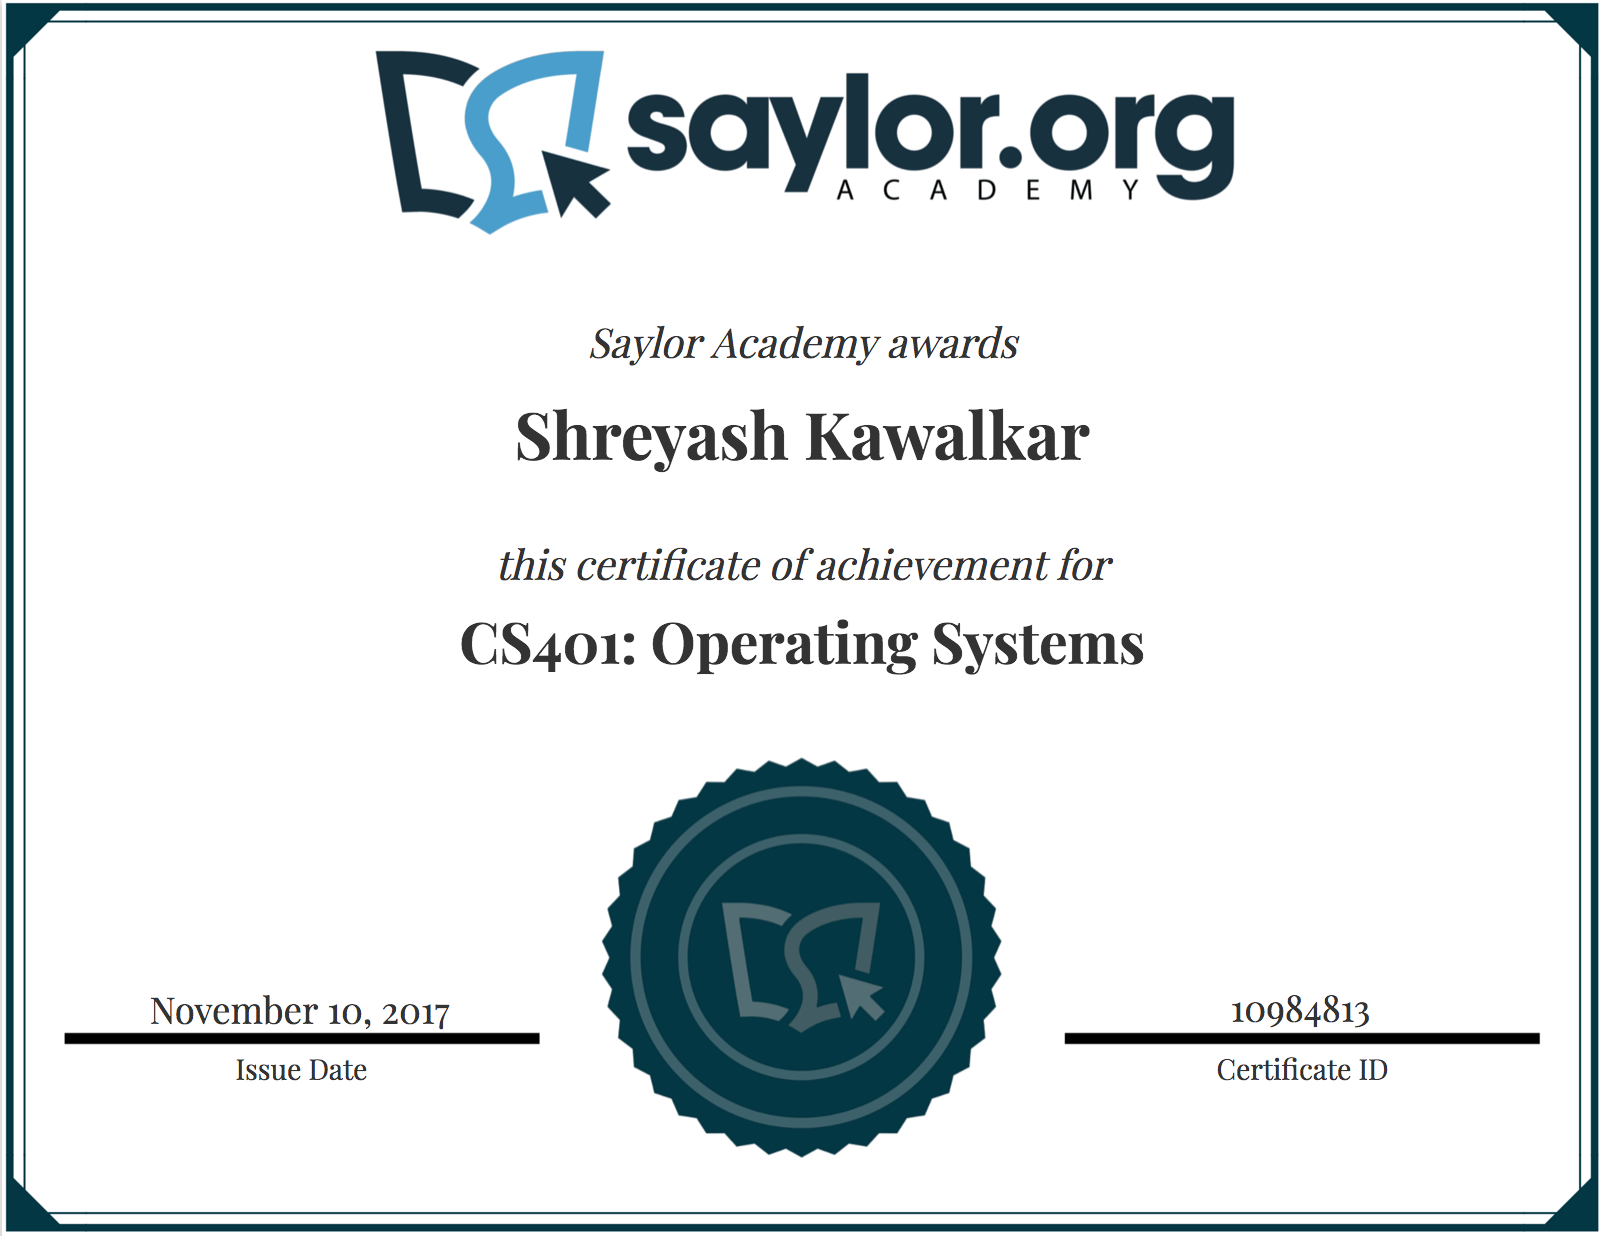 saylor.org
ACADEMY
Saylor Academy awards
Shreyash Kawalkar
this certificate of achievement for
CS401: Operating Systems
November 10, 2017
Issue Date
10984813
Certificate ID